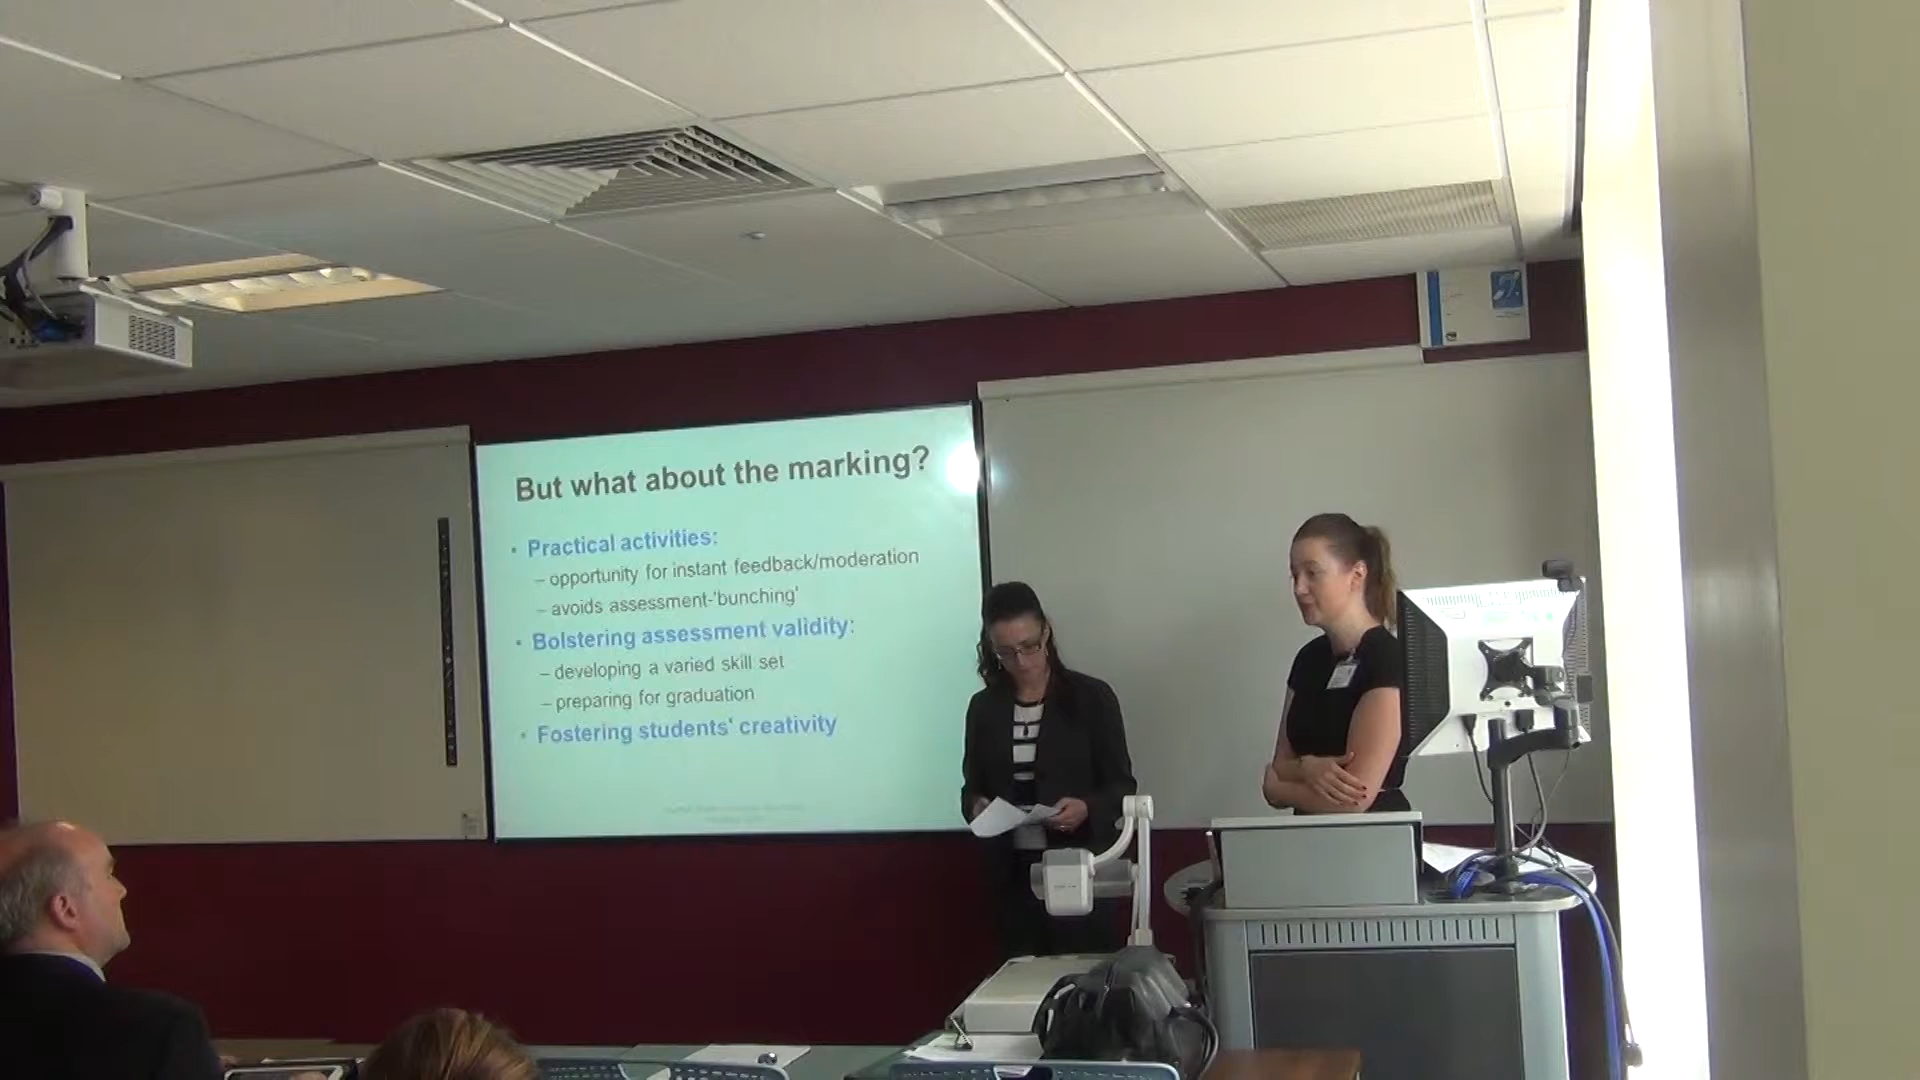 But what about the marking?
• Practical activities:
– opportunity for instant feedback/moderation
– avoids assessment-'bunching'
• Bolstering assessment validity:
– developing a varied skill set
– preparing for graduation
• Fostering students' creativity